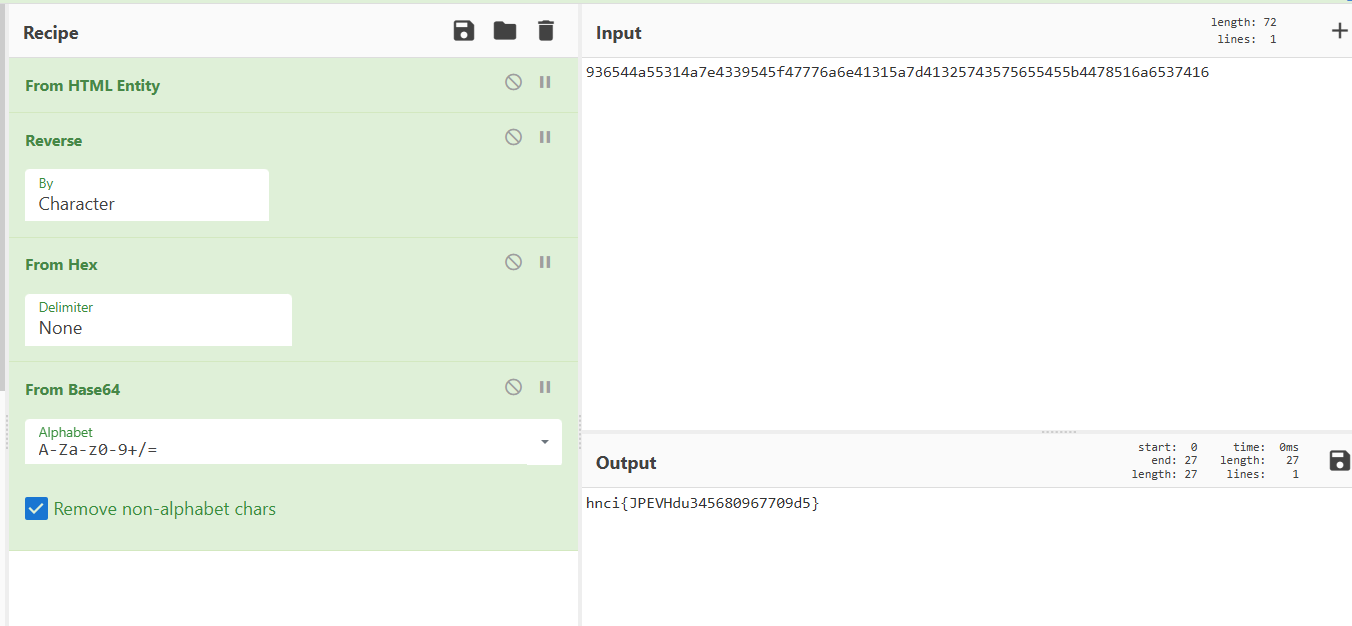 Recipe
From HTML Entity
Reverse
By
Character
From Hex
Delimiter
None
From Base64
Alphabet
A-Za-z0-9+/=
Remove non-alphabet chars
Input
length: 72
lines: 1
936544a55314a7e4339545f47776a6e41315a7d41325743575655455b4478516a6537416
Output
start: 0
end: 27
length: 27
time: 0ms
length: 27
lines: 1
hnci{JPEVHdu345680967709d5}